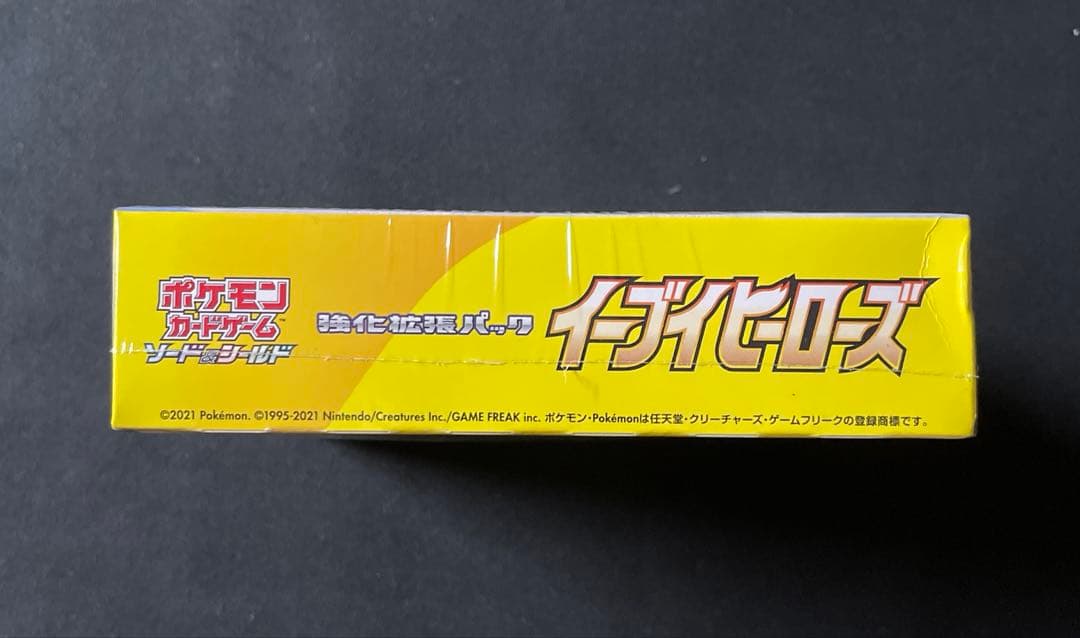 ポケモン
カードゲーム™
ソード&シールド
強化拡張パック
イーブイヒーローズ
©2021 Pokémon. ©1995-2021 Nintendo/Creatures Inc./GAME FREAK inc. ポケモン・Pokémonは任天堂・クリーチャーズ・ゲームフリークの登録商標です。